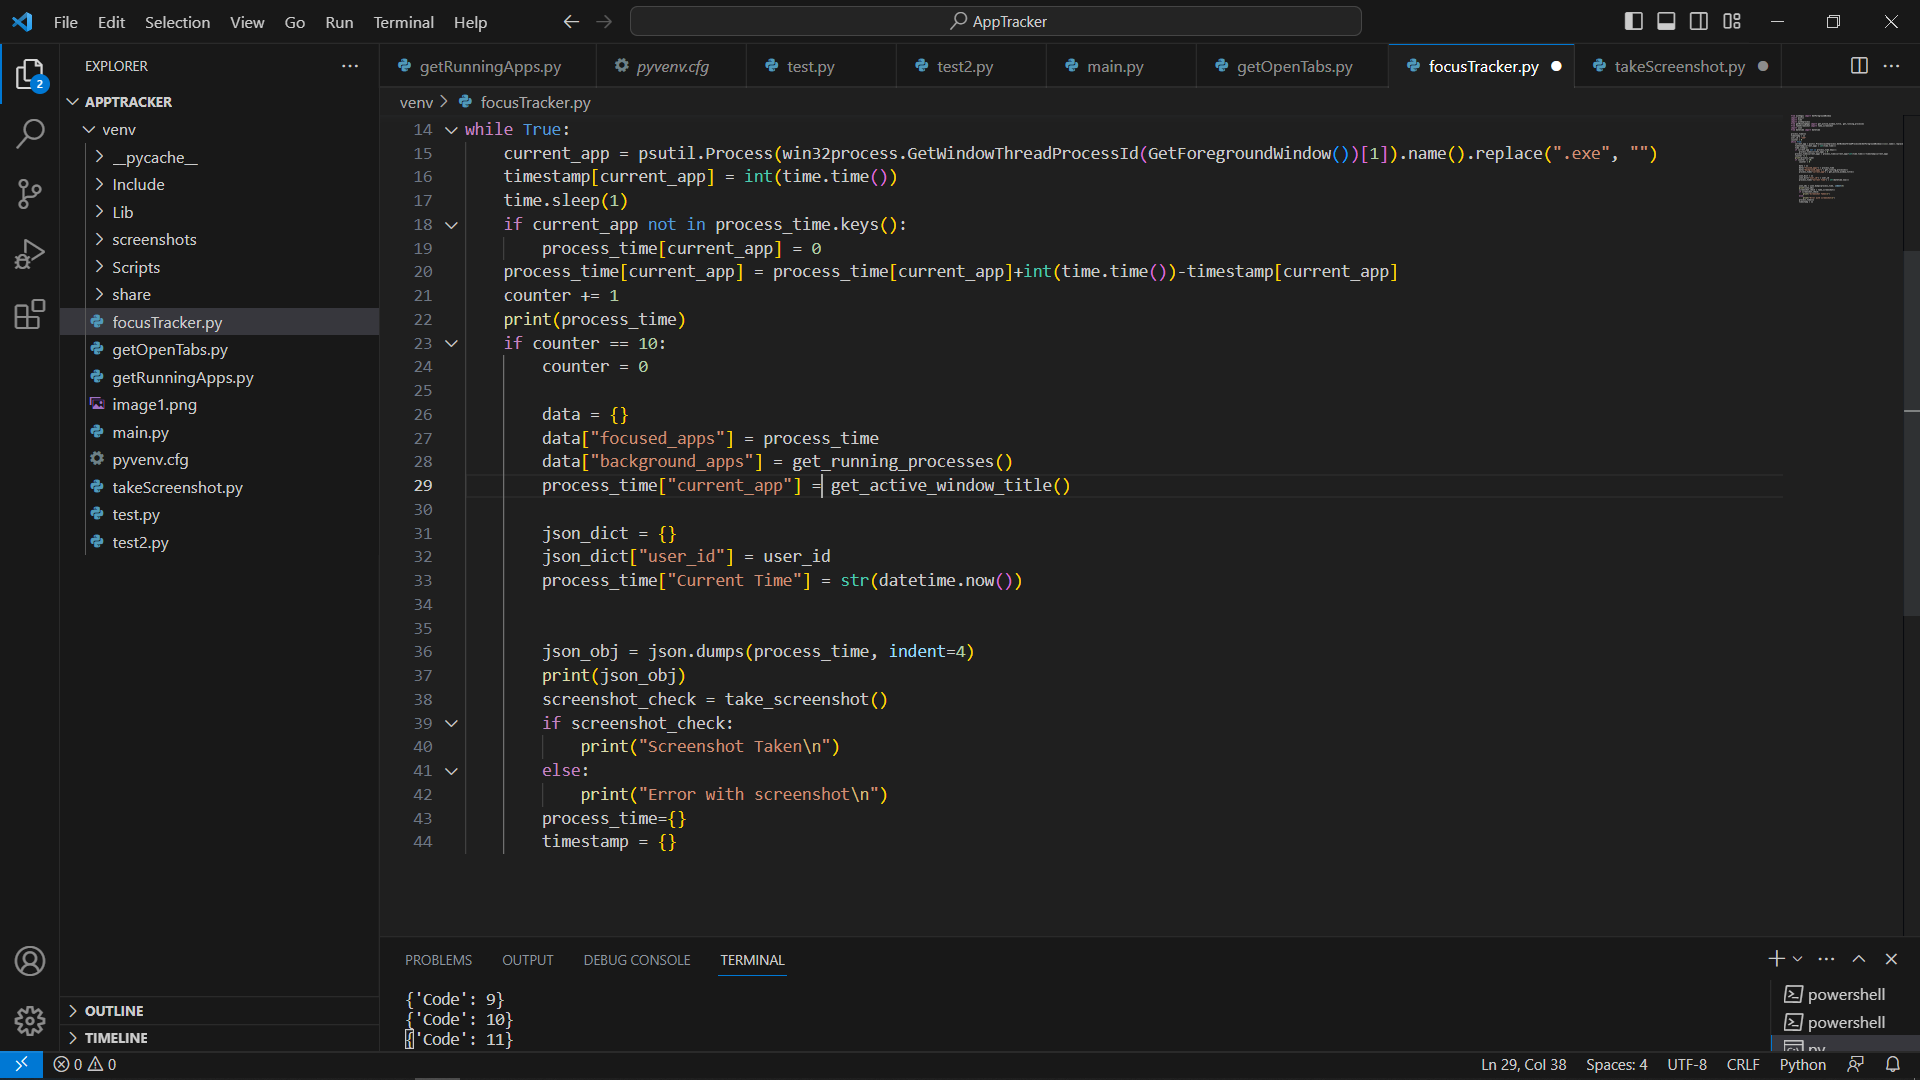 File Edit Selection View Go Run Terminal Help
AppTracker
EXPLORER
2
APPTRACKER
venv
__pycache__
Include
Lib
screenshots
Scripts
share
focusTracker.py
getOpenTabs.py
getRunningApps.py
image1.png
main.py
pyvenv.cfg
takeScreenshot.py
test.py
test2.py
OUTLINE
TIMELINE
getRunningApps.py pyvenv.cfg test.py test2.py main.py getOpenTabs.py focusTracker.py takeScreenshot.py
venv focusTracker.py
14 while True:
15 current_app = psutil.Process(win32process.GetWindowThreadProcessId(GetForegroundWindow())[1]).name().replace(".exe", "")
16 timestamp[current_app] = int(time.time())
17 time.sleep(1)
18 if current_app not in process_time.keys():
19 process_time[current_app] = 0
20 process_time[current_app] = process_time[current_app]+int(time.time())-timestamp[current_app]
21 counter += 1
22 print(process_time)
23 if counter == 10:
24 counter = 0
25
26 data = {}
27 data["focused_apps"] = process_time
28 data["background_apps"] = get_running_processes()
29 process_time["current_app"] = get_active_window_title()
30
31 json_dict = {}
32 json_dict["user_id"] = user_id
33 process_time["Current Time"] = str(datetime.now())
34
35
36 json_obj = json.dumps(process_time, indent=4)
37 print(json_obj)
38 screenshot_check = take_screenshot()
39 if screenshot_check:
40 print("Screenshot Taken\n")
41 else:
42 print("Error with screenshot\n")
43 process_time={}
44 timestamp = {}
PROBLEMS OUTPUT DEBUG CONSOLE TERMINAL
{'Code': 9}
{'Code': 10}
{'Code': 11}
powershell
powershell
py
0 0
Ln 29, Col 38 Spaces: 4 UTF-8 CRLF Python